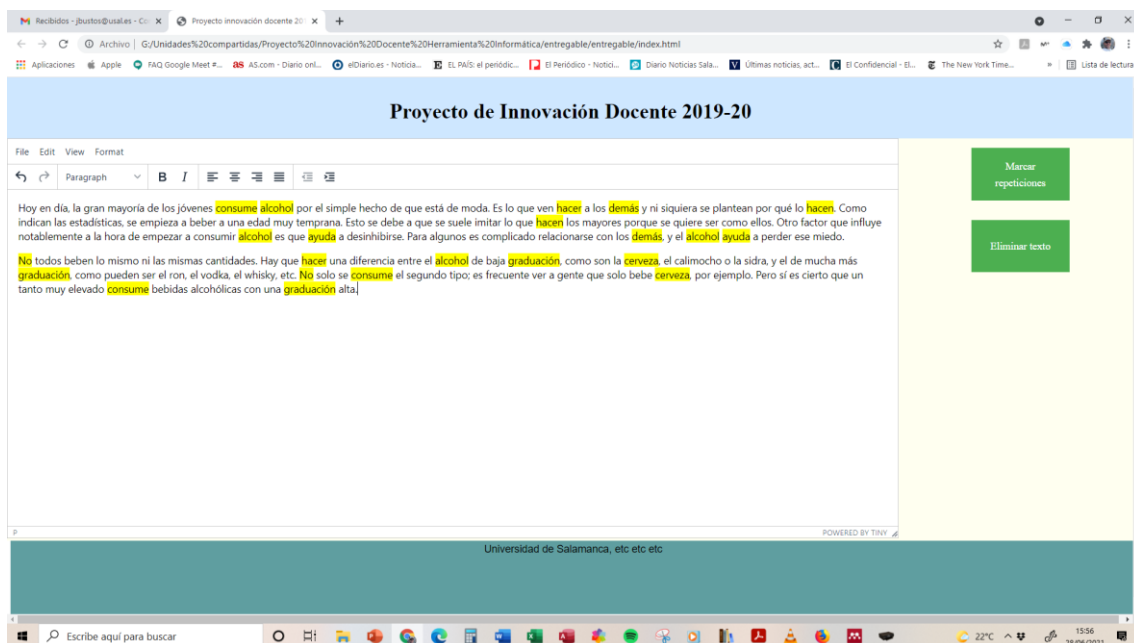 Recibidos - jbustos@usal.es - Co
Proyecto innovación docente 20
Archivo | G:/Unidades%20compartidas/Proyecto%20Innovación%20Docente%20Herramienta%20Informática/entregable/entregable/index.html
Aplicaciones Apple FAQ Google Meet #... AS.com - Diario onl... elDiario.es - Noticia... EL PAÍS: el periódic... El Periódico - Notici... Diario Noticias Sala... Últimas noticias, act... El Confidencial - El... The New York Time... » Lista de lectura
Proyecto de Innovación Docente 2019-20
File Edit View Format
Paragraph B I
Marcar
repeticiones
Eliminar texto
Hoy en día, la gran mayoría de los jóvenes consume alcohol por el simple hecho de que está de moda. Es lo que ven hacer a los demás y ni siquiera se plantean por qué lo hacen. Como
indican las estadísticas, se empieza a beber a una edad muy temprana. Esto se debe a que se suele imitar lo que hacen los mayores porque se quiere ser como ellos. Otro factor que influye
notablemente a la hora de empezar a consumir alcohol es que ayuda a desinhibirse. Para algunos es complicado relacionarse con los demás, y el alcohol ayuda a perder ese miedo.
No todos beben lo mismo ni las mismas cantidades. Hay que hacer una diferencia entre el alcohol de baja graduación, como son la cerveza, el calimocho o la sidra, y el de mucha más
graduación, como pueden ser el ron, el vodka, el whisky, etc. No solo se consume el segundo tipo; es frecuente ver a gente que solo bebe cerveza, por ejemplo. Pero sí es cierto que un
tanto muy elevado consume bebidas alcohólicas con una graduación alta.
P
POWERED BY TINY
Universidad de Salamanca, etc etc etc
Escribe aquí para buscar
22°C
15:56
28/06/2021